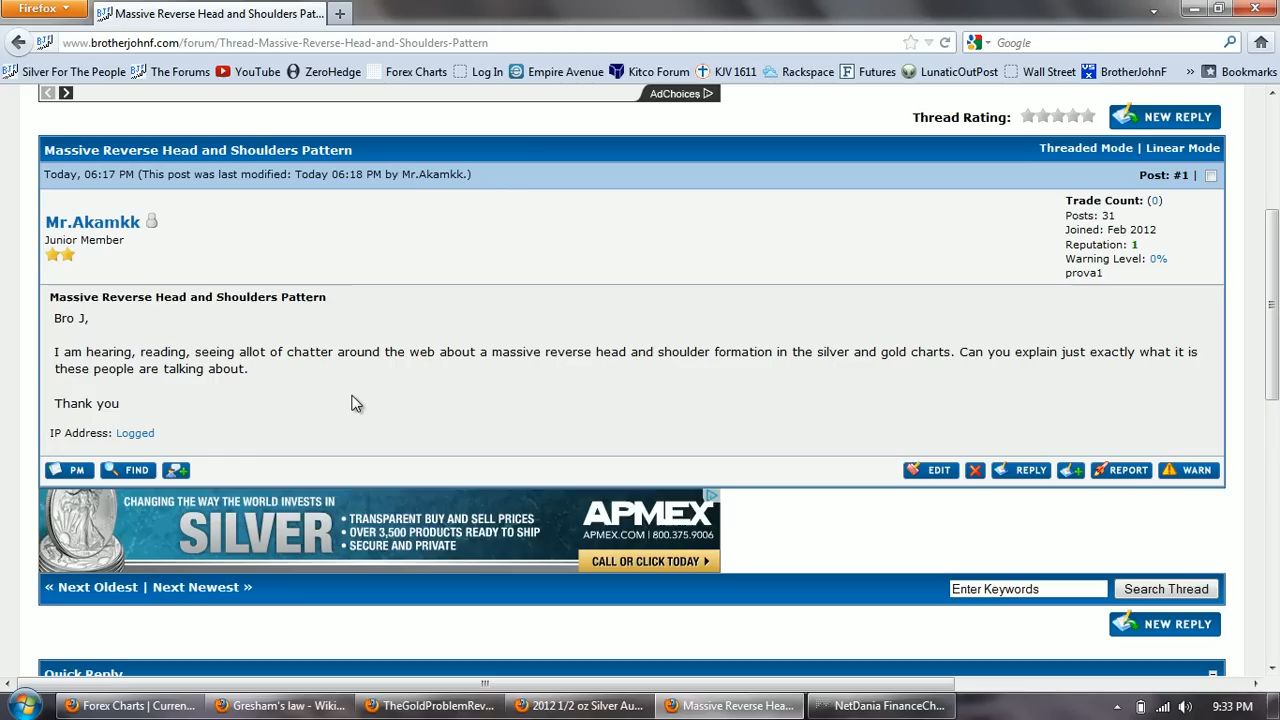 Firefox
Massive Reverse Head and Shoulders Pat...
www.brotherjohnf.com/forum/Thread-Massive-Reverse-Head-and-Shoulders-Pattern
Google
Silver For The People The Forums YouTube ZeroHedge Forex Charts Log In Empire Avenue Kitco Forum KJV 1611 Rackspace Futures LunaticOutPost Wall Street BrotherJohnF » Bookmarks
AdChoices
Thread Rating: NEW REPLY
Massive Reverse Head and Shoulders Pattern Threaded Mode | Linear Mode
Today, 06:17 PM (This post was last modified: Today 06:18 PM by Mr.Akamkk.) Post: #1 |
Mr.Akamkk
Junior Member
Trade Count: (0)
Posts: 31
Joined: Feb 2012
Reputation: 1
Warning Level: 0%
prova1
Massive Reverse Head and Shoulders Pattern
Bro J,
I am hearing, reading, seeing allot of chatter around the web about a massive reverse head and shoulder formation in the silver and gold charts. Can you explain just exactly what it is
these people are talking about.
Thank you
IP Address: Logged
PM FIND EDIT REPLY REPORT WARN
CHANGING THE WAY THE WORLD INVESTS IN
SILVER
• TRANSPARENT BUY AND SELL PRICES
• OVER 3,500 PRODUCTS READY TO SHIP
• SECURE AND PRIVATE
APMEX
APMEX.COM | 800.375.9006
CALL OR CLICK TODAY
« Next Oldest | Next Newest » Enter Keywords Search Thread
NEW REPLY
Quick Reply
Forex Charts | Curren... Gresham's law - Wiki... TheGoldProblemRev... 2012 1/2 oz Silver Au... Massive Reverse Hea... NetDania FinanceCh... 9:33 PM